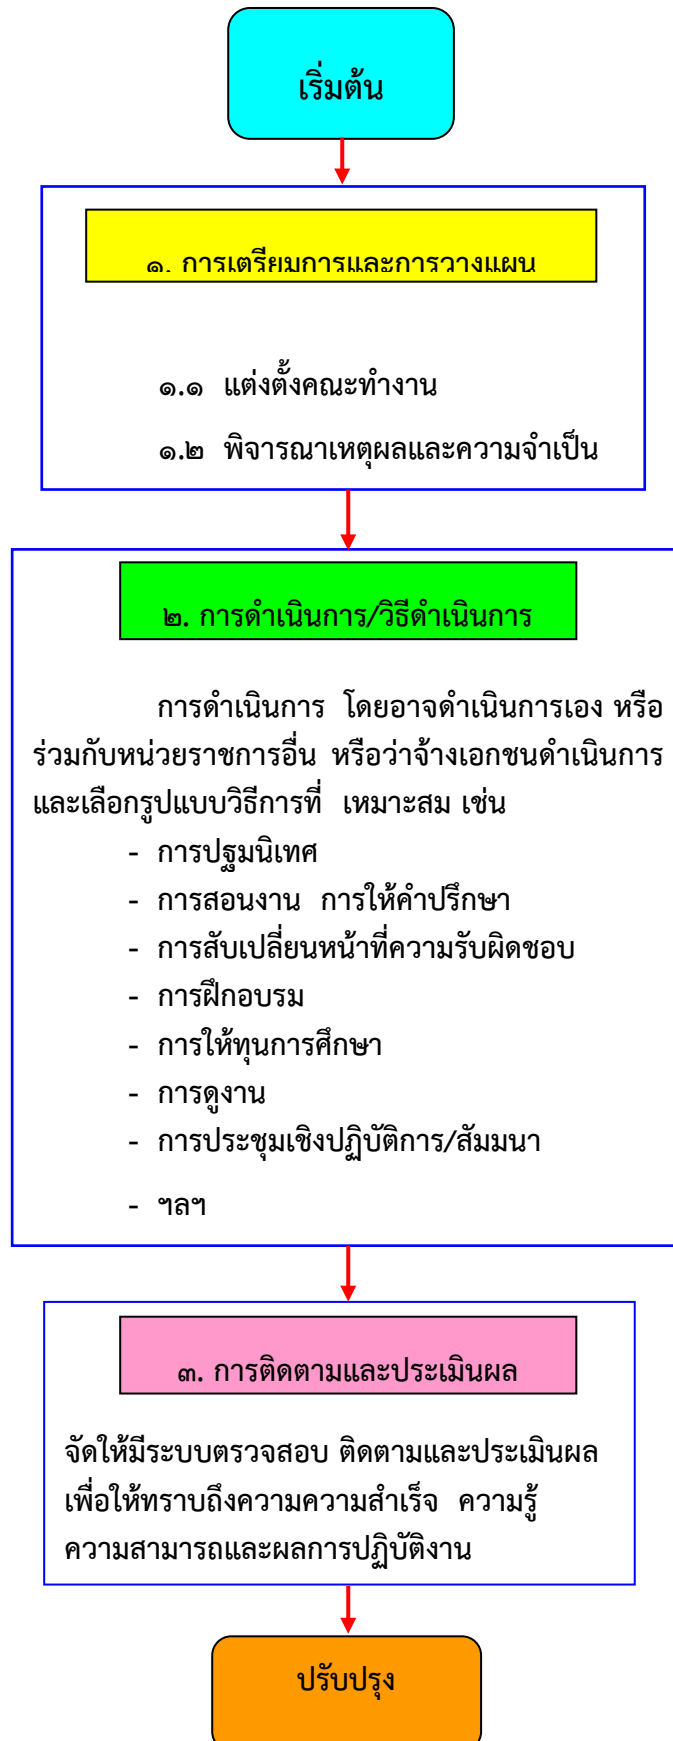 เริ่มต้น
๑. การเตรียมการและการวางแผน
๑.๑ แต่งตั้งคณะทำงาน
๑.๒ พิจารณาเหตุผลและความจำเป็น
๒. การดำเนินการ/วิธีดำเนินการ
การดำเนินการ โดยอาจดำเนินการเอง หรือ
ร่วมกับหน่วยราชการอื่น หรือว่าจ้างเอกชนดำเนินการ
และเลือกรูปแบบวิธีการที่ เหมาะสม เช่น
- การปฐมนิเทศ
- การสอนงาน การให้คำปรึกษา
- การสับเปลี่ยนหน้าที่ความรับผิดชอบ
- การฝึกอบรม
- การให้ทุนการศึกษา
- การดูงาน
- การประชุมเชิงปฏิบัติการ/สัมมนา
- ฯลฯ
๓. การติดตามและประเมินผล
จัดให้มีระบบตรวจสอบ ติดตามและประเมินผล
เพื่อให้ทราบถึงความความสำเร็จ ความรู้
ความสามารถและผลการปฏิบัติงาน
ปรับปรุง